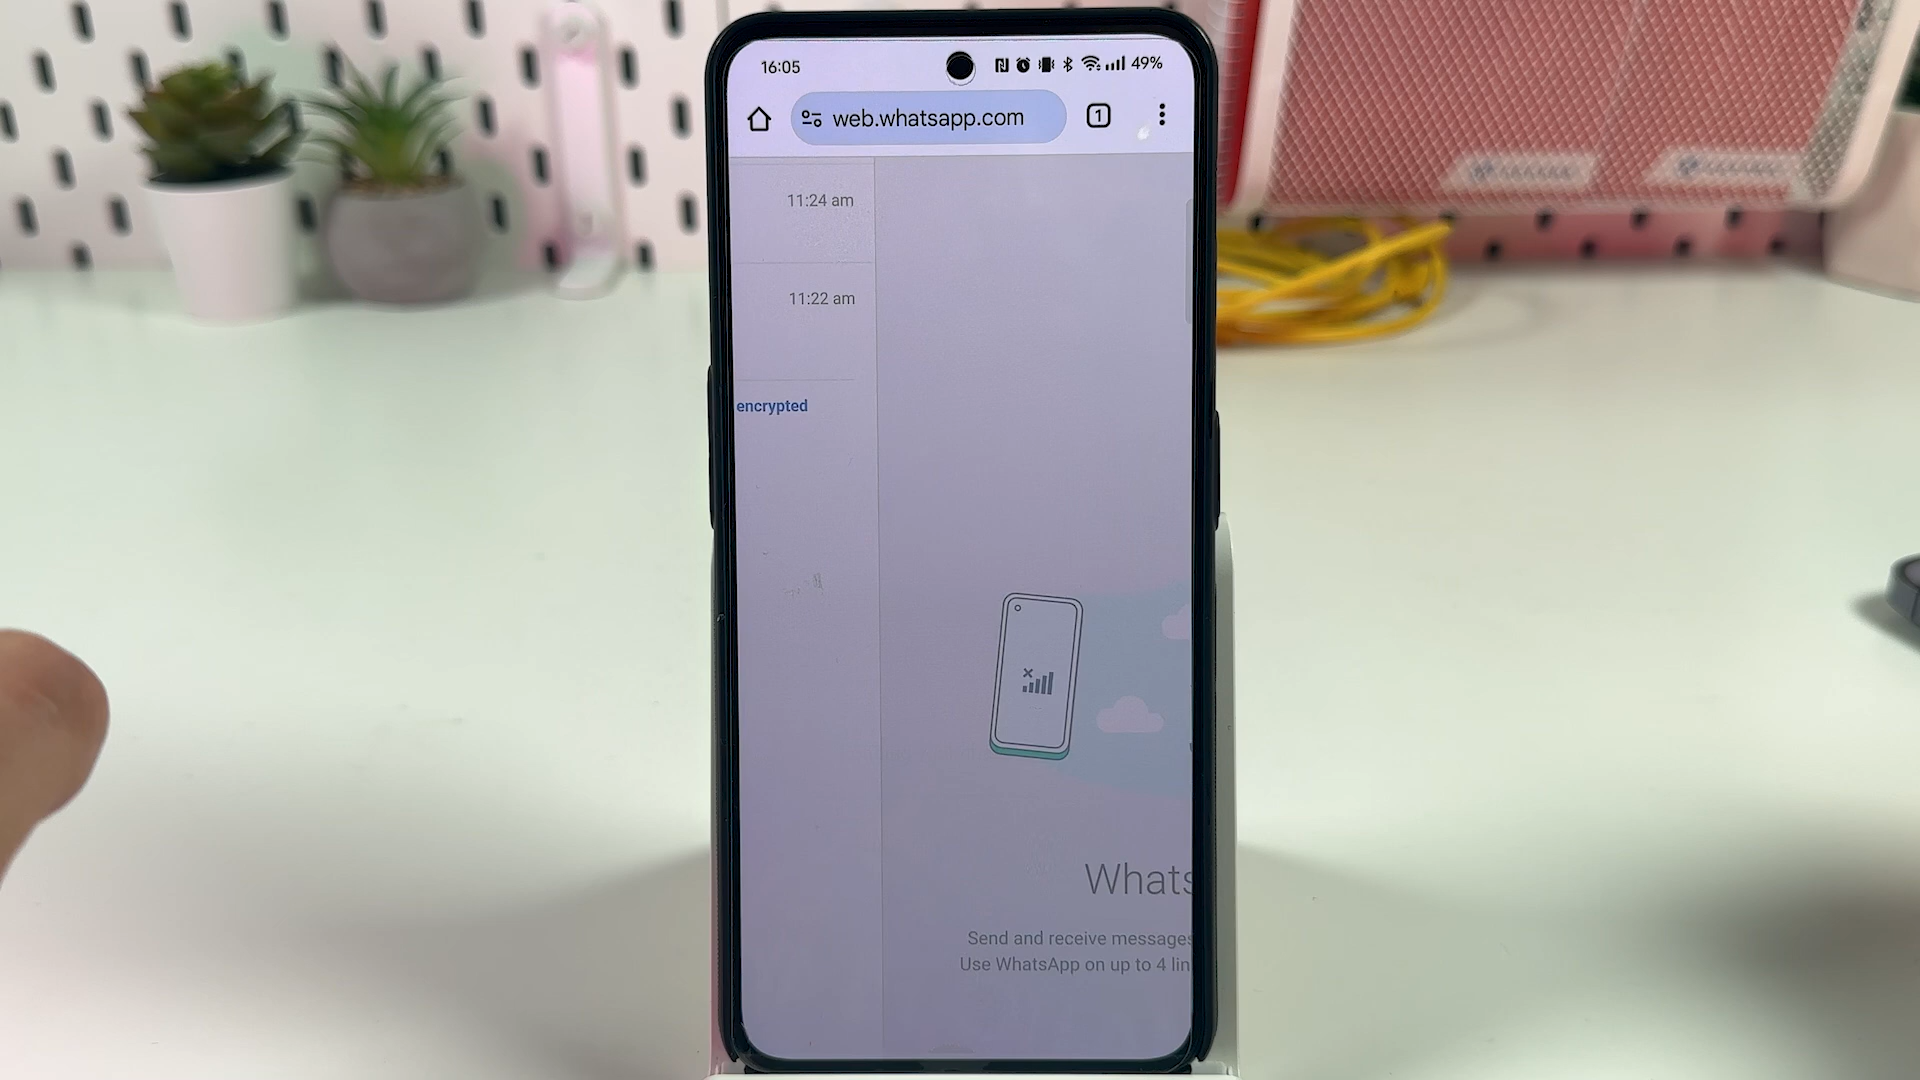 16:05
49%
web.whatsapp.com
1
11:24 am
11:22 am
encrypted
Whats
Send and receive messages
Use WhatsApp on up to 4 lin